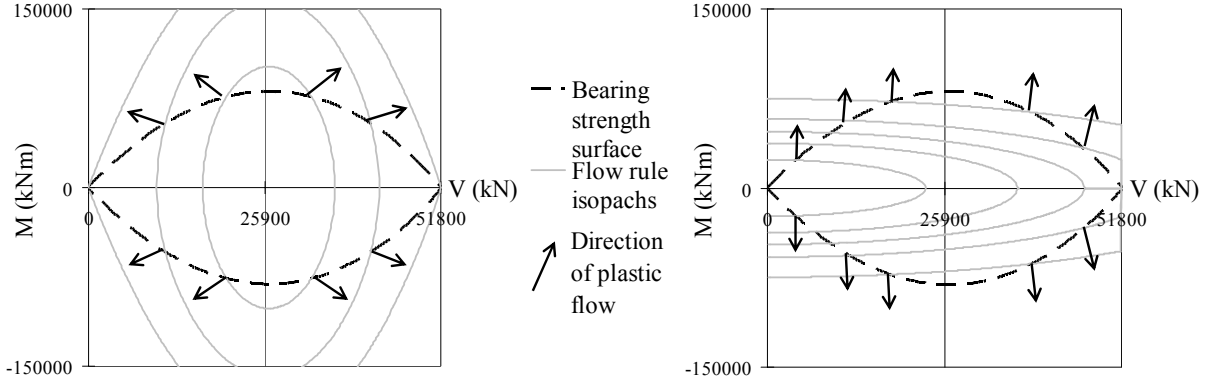 150000
M (kNm)
0
-150000
0
25900
51800
V (kN)
Bearing
strength
surface
Flow rule
isopachs
Direction
of plastic
flow
150000
M (kNm)
0
-150000
0
25900
51800
V (kN)